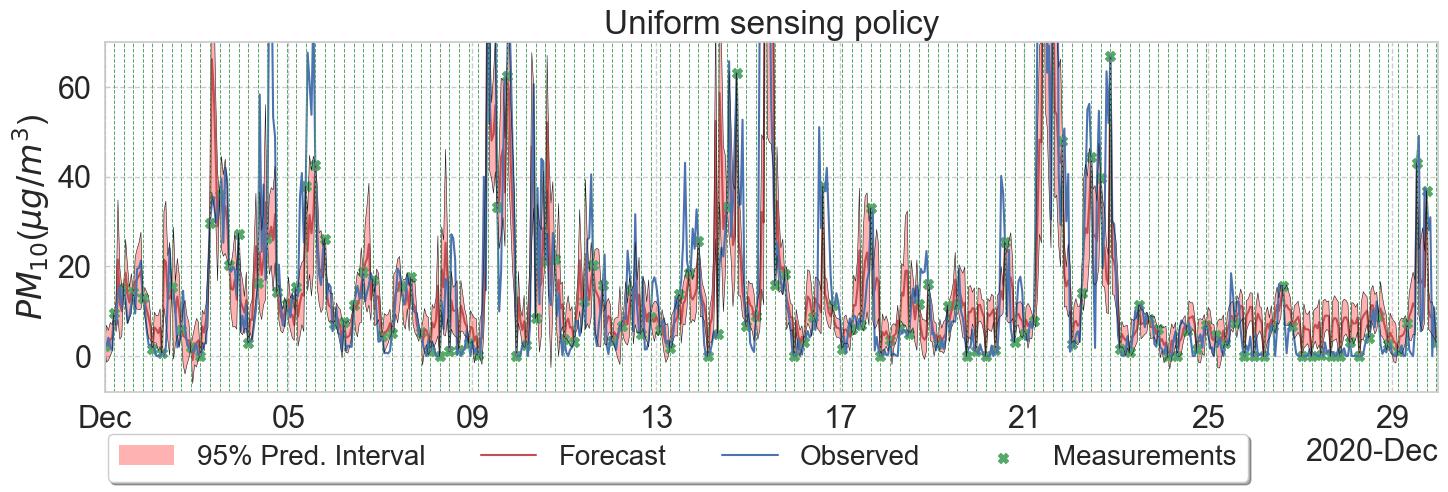 Uniform sensing policy
PM₁₀(μg/m³)
60
40
20
0
Dec 05 09 13 17 21 25 29
2020-Dec
95% Pred. Interval Forecast Observed Measurements